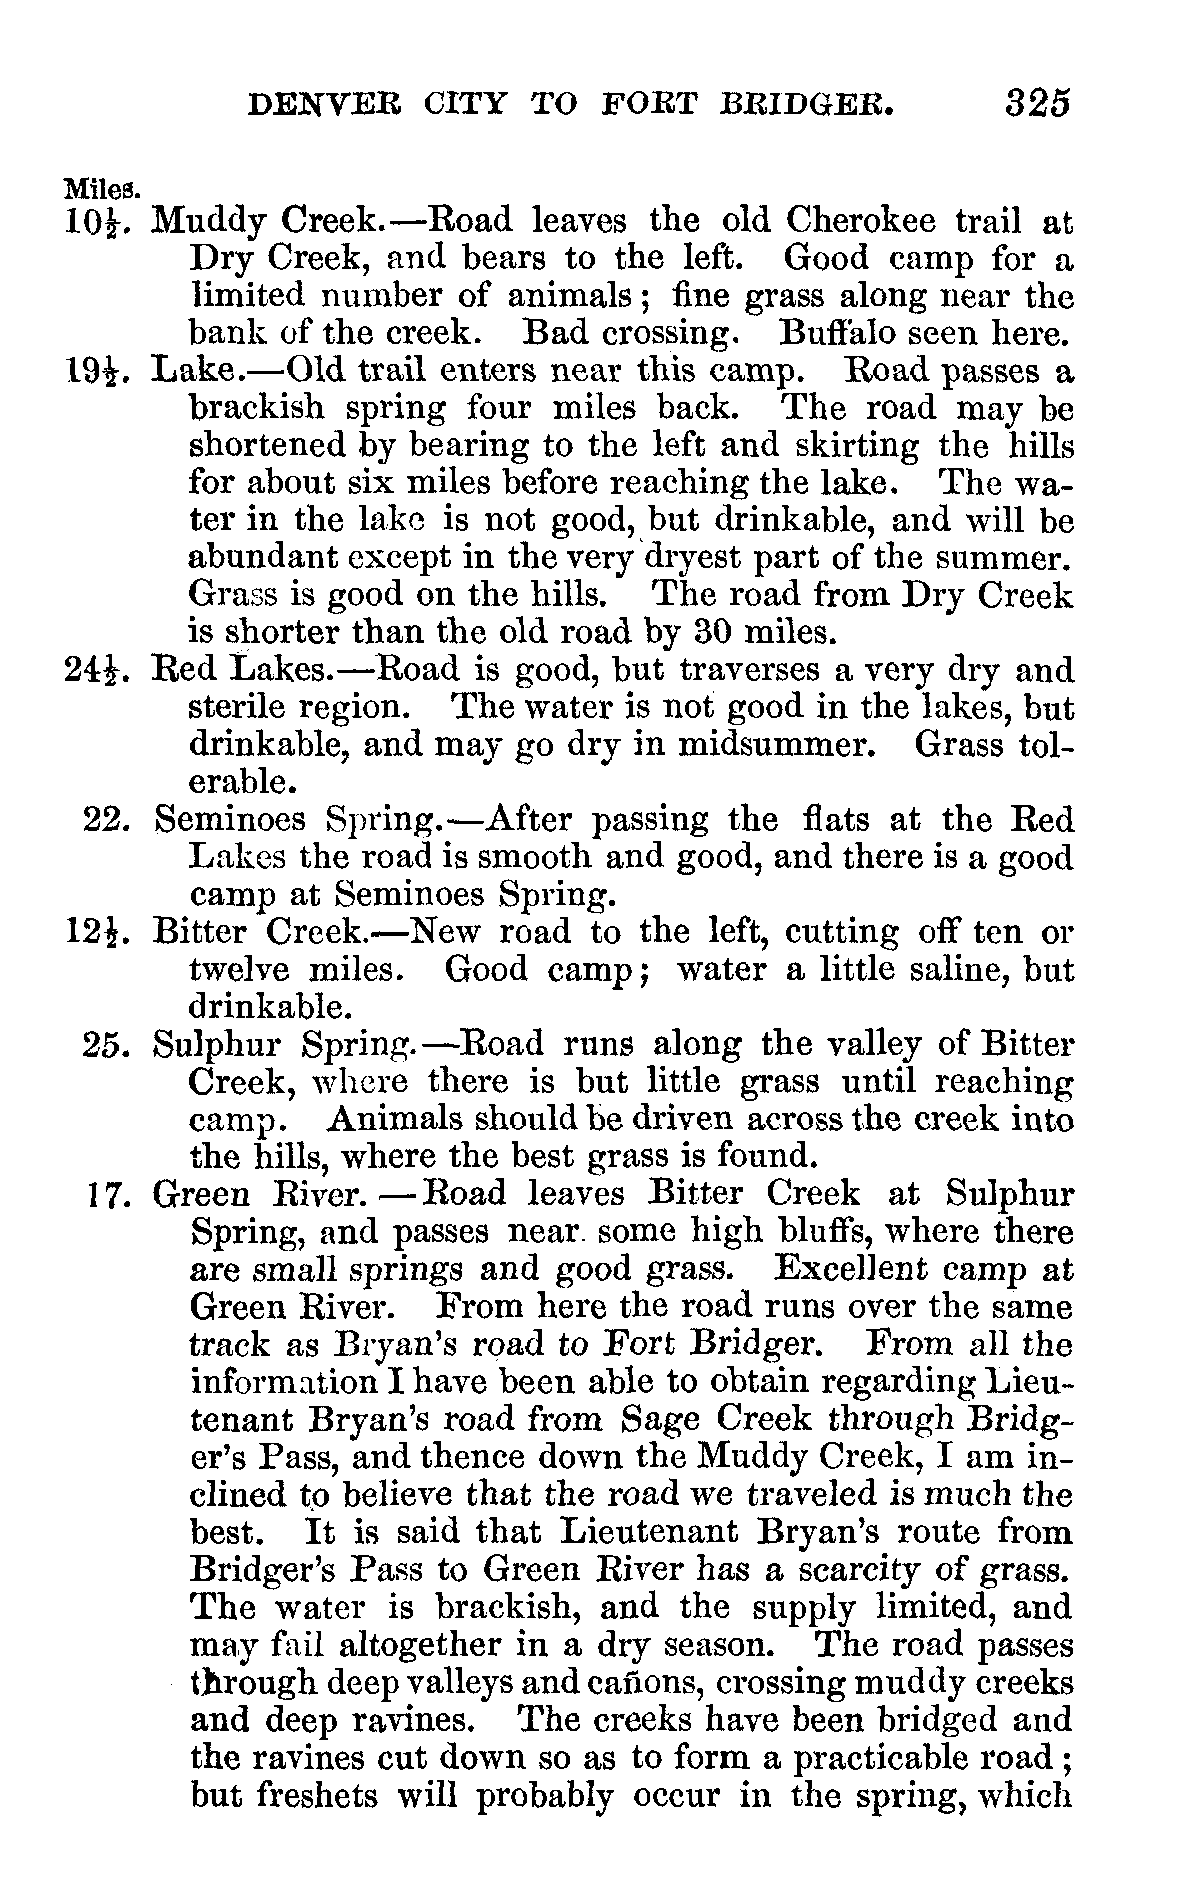 DENVER CITY TO FORT BRIDGER. 325
Miles.
10½. Muddy Creek.—Road leaves the old Cherokee trail at
Dry Creek, and bears to the left. Good camp for a
limited number of animals; fine grass along near the
bank of the creek. Bad crossing. Buffalo seen here.
19½. Lake.—Old trail enters near this camp. Road passes a
brackish spring four miles back. The road may be
shortened by bearing to the left and skirting the hills
for about six miles before reaching the lake. The wa-
ter in the lake is not good, but drinkable, and will be
abundant except in the very dryest part of the summer.
Grass is good on the hills. The road from Dry Creek
is shorter than the old road by 30 miles.
24½. Red Lakes.—Road is good, but traverses a very dry and
sterile region. The water is not good in the lakes, but
drinkable, and may go dry in midsummer. Grass tol-
erable.
22. Seminoes Spring.—After passing the flats at the Red
Lakes the road is smooth and good, and there is a good
camp at Seminoes Spring.
12½. Bitter Creek.—New road to the left, cutting off ten or
twelve miles. Good camp; water a little saline, but
drinkable.
25. Sulphur Spring.—Road runs along the valley of Bitter
Creek, where there is but little grass until reaching
camp. Animals should be driven across the creek into
the hills, where the best grass is found.
17. Green River.—Road leaves Bitter Creek at Sulphur
Spring, and passes near some high bluffs, where there
are small springs and good grass. Excellent camp at
Green River. From here the road runs over the same
track as Bryan's road to Fort Bridger. From all the
information I have been able to obtain regarding Lieu-
tenant Bryan's road from Sage Creek through Bridg-
er's Pass, and thence down the Muddy Creek, I am in-
clined to believe that the road we traveled is much the
best. It is said that Lieutenant Bryan's route from
Bridger's Pass to Green River has a scarcity of grass.
The water is brackish, and the supply limited, and
may fail altogether in a dry season. The road passes
through deep valleys and cañons, crossing muddy creeks
and deep ravines. The creeks have been bridged and
the ravines cut down so as to form a practicable road;
but freshets will probably occur in the spring, which